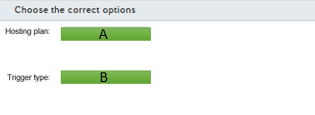 Choose the correct options
Hosting plan: A
Trigger type: B